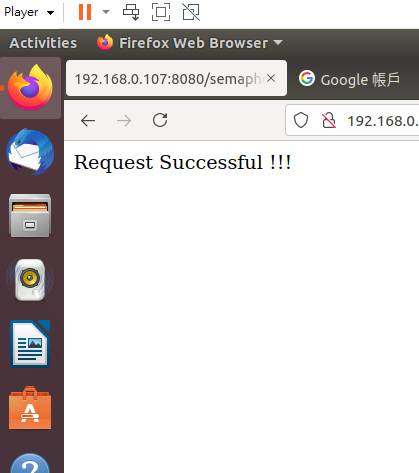 Player
Activities Firefox Web Browser
192.168.0.107:8080/semaph
Google 帳戶
192.168.0.
Request Successful !!!